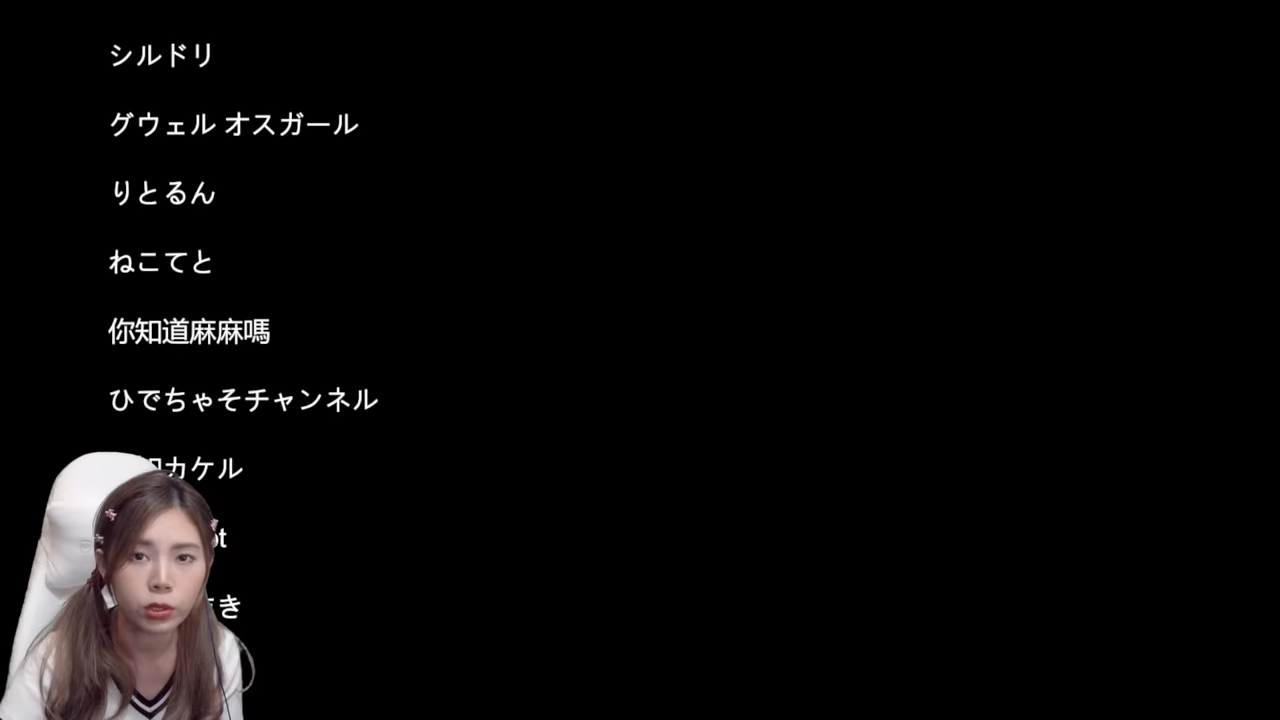 シルドリ
グウェル オスガール
りとるん
ねこてと
你知道麻麻嗎
ひでちゃそチャンネル
カケル